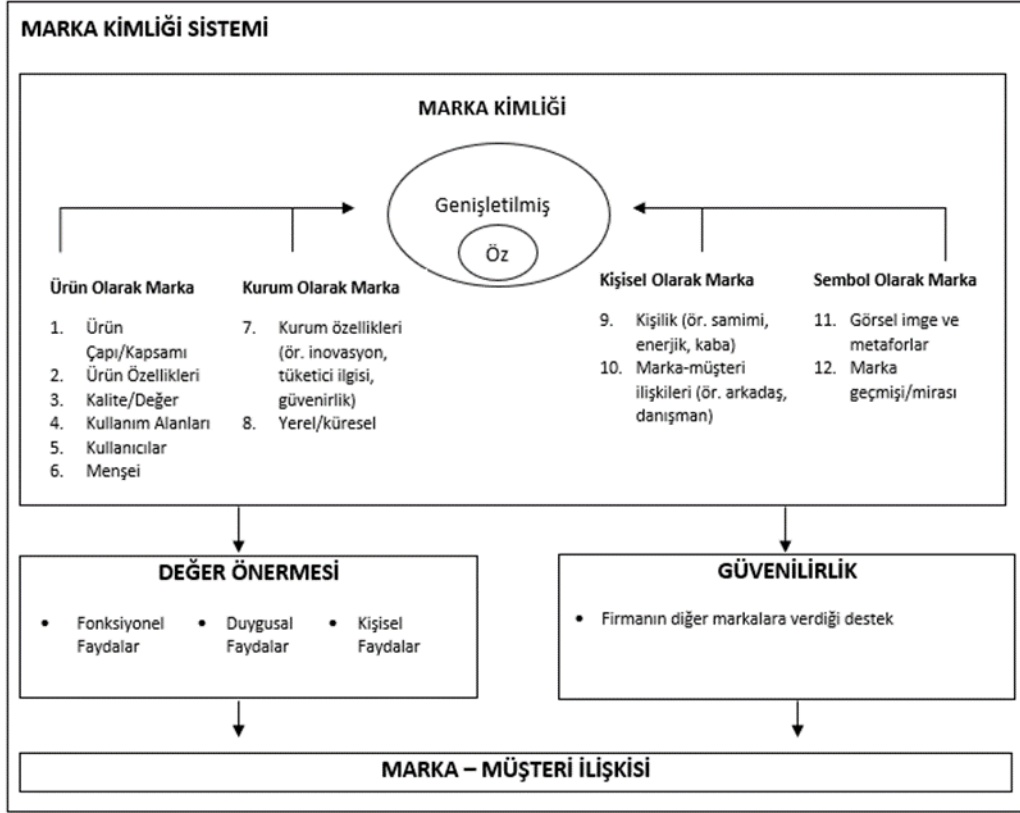 MARKA KİMLİĞİ SİSTEMİ
MARKA KİMLİĞİ
Genişletilmiş
Öz
Ürün Olarak Marka
1. Ürün
Çapı/Kapsamı
2. Ürün Özellikleri
3. Kalite/Değer
4. Kullanım Alanları
5. Kullanıcılar
6. Menşei
Kurum Olarak Marka
7. Kurum özellikleri
(ör. inovasyon,
tüketici ilgisi,
güvenirlik)
8. Yerel/küresel
Kişisel Olarak Marka
9. Kişilik (ör. samimi,
enerjik, kaba)
10. Marka-müşteri
ilişkileri (ör. arkadaş,
danışman)
Sembol Olarak Marka
11. Görsel imge ve
metaforlar
12. Marka
geçmişi/mirası
DEĞER ÖNERMESİ
• Fonksiyonel
Faydalar
• Duygusal
Faydalar
• Kişisel
Faydalar
GÜVENİLİRLİK
• Firmanın diğer markalara verdiği destek
MARKA – MÜŞTERİ İLİŞKİSİ